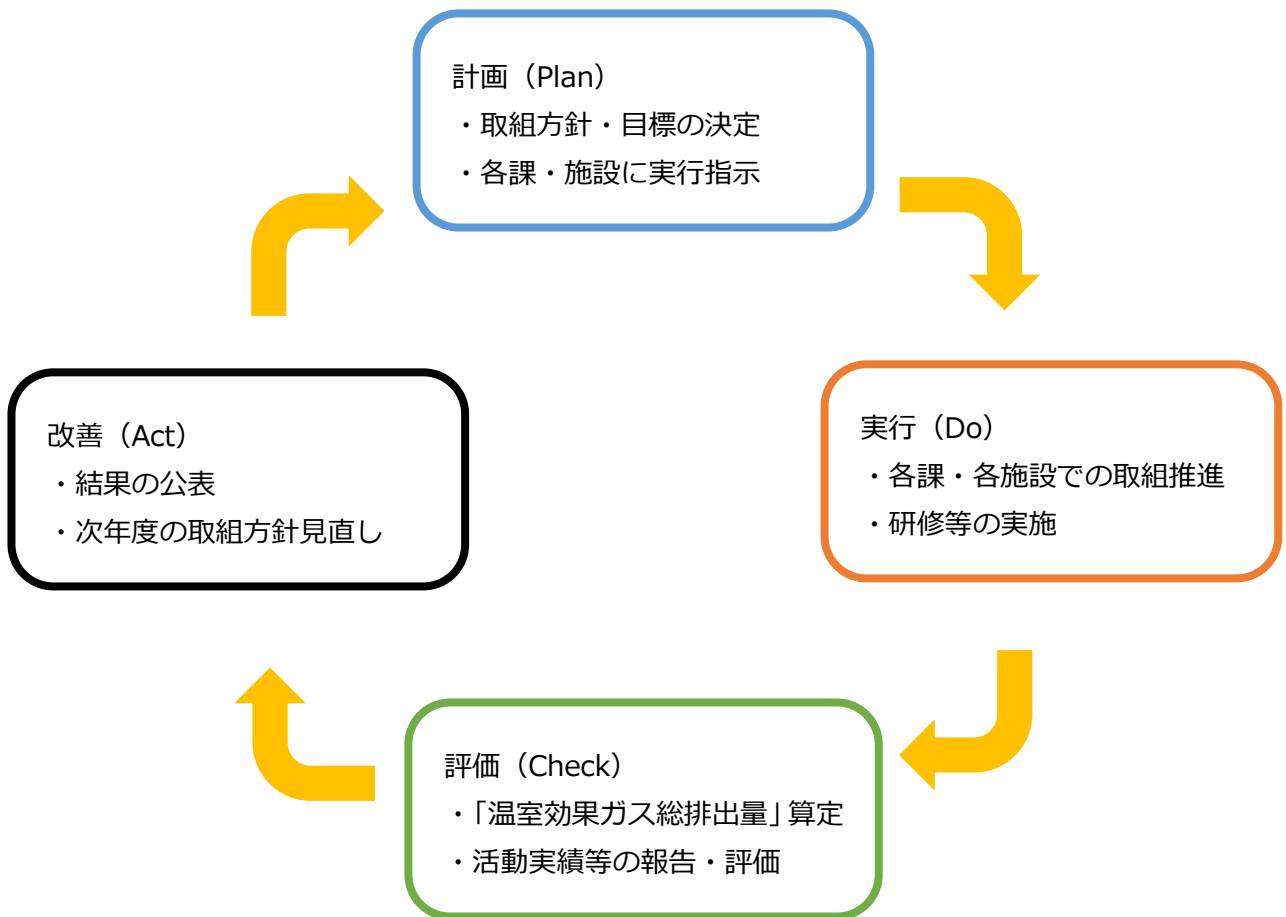 計画（Plan）
・取組方針・目標の決定
・各課・施設に実行指示
実行（Do）
・各課・各施設での取組推進
・研修等の実施
評価（Check）
・「温室効果ガス総排出量」算定
・活動実績等の報告・評価
改善（Act）
・結果の公表
・次年度の取組方針見直し